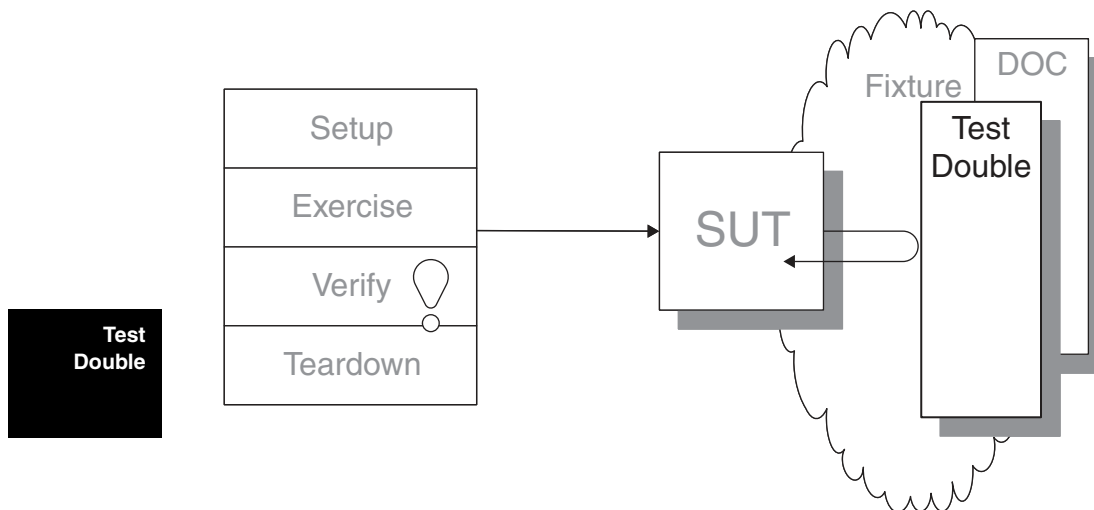 Test
Double
Setup
Exercise
Verify
Teardown
SUT
Fixture
DOC
Test
Double